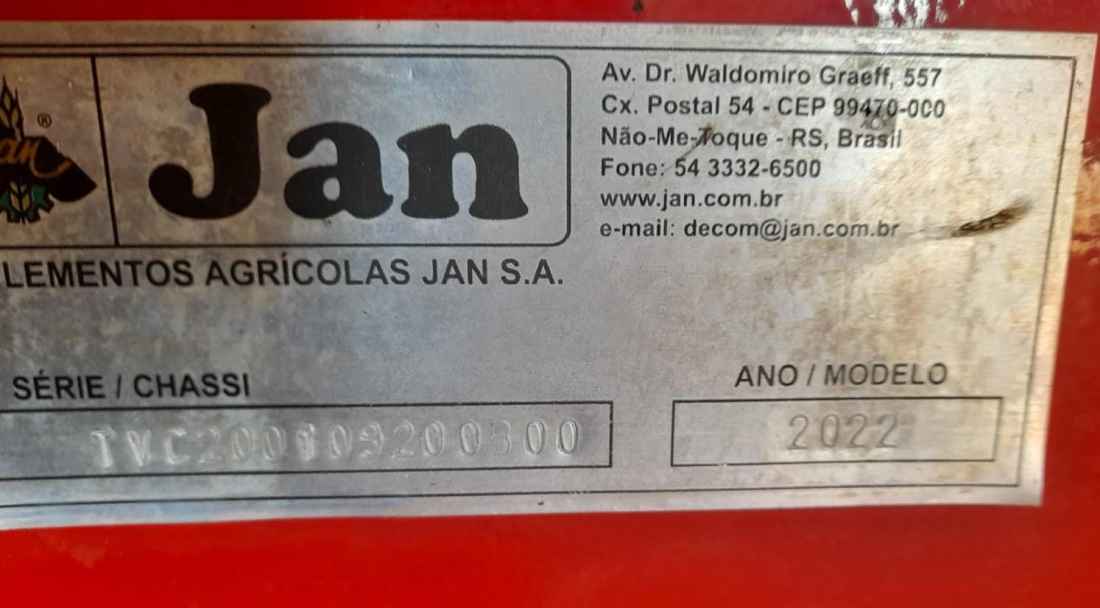 ®
Jan
Av. Dr. Waldomiro Graeff, 557
Cx. Postal 54 - CEP 99470-000
Não-Me-Toque - RS, Brasil
Fone: 54 3332-6500
www.jan.com.br
e-mail: decom@jan.com.br
LEMENTOS AGRÍCOLAS JAN S.A.
SÉRIE / CHASSI
ANO / MODELO
2022